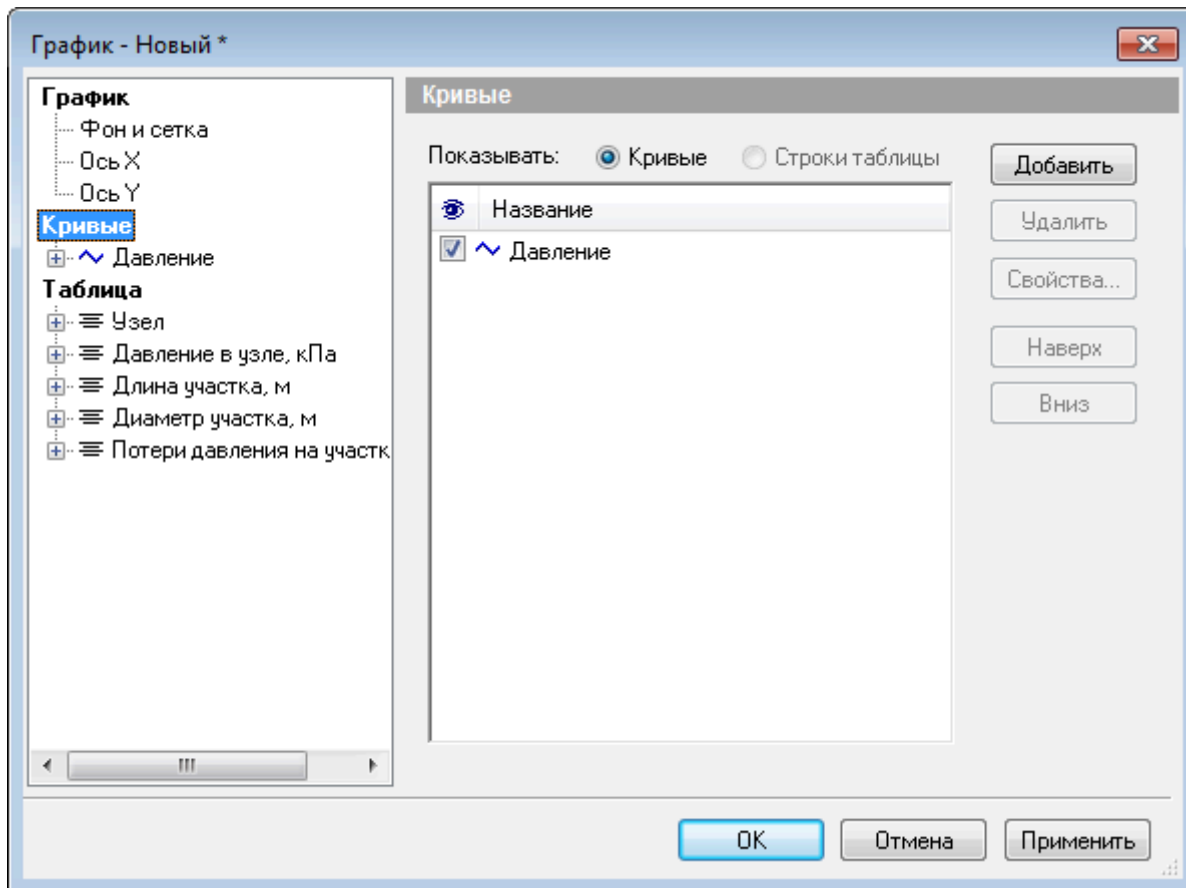 График - Новый *
График
Фон и сетка
Ось X
Ось Y
Кривые
Давление
Таблица
Узел
Давление в узле, кПа
Длина участка, м
Диаметр участка, м
Потери давления на участк
Кривые
Показывать: Кривые Строки таблицы
Название
Давление
Добавить
Удалить
Свойства...
Наверх
Вниз
OK Отмена Применить